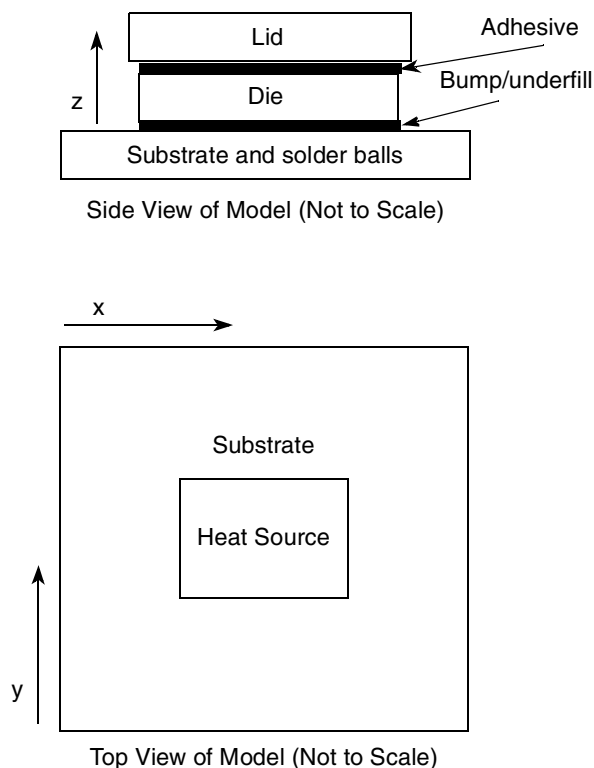 Lid
Adhesive
z
Die
Bump/underfill
Substrate and solder balls
Side View of Model (Not to Scale)
x
Substrate
Heat Source
y
Top View of Model (Not to Scale)